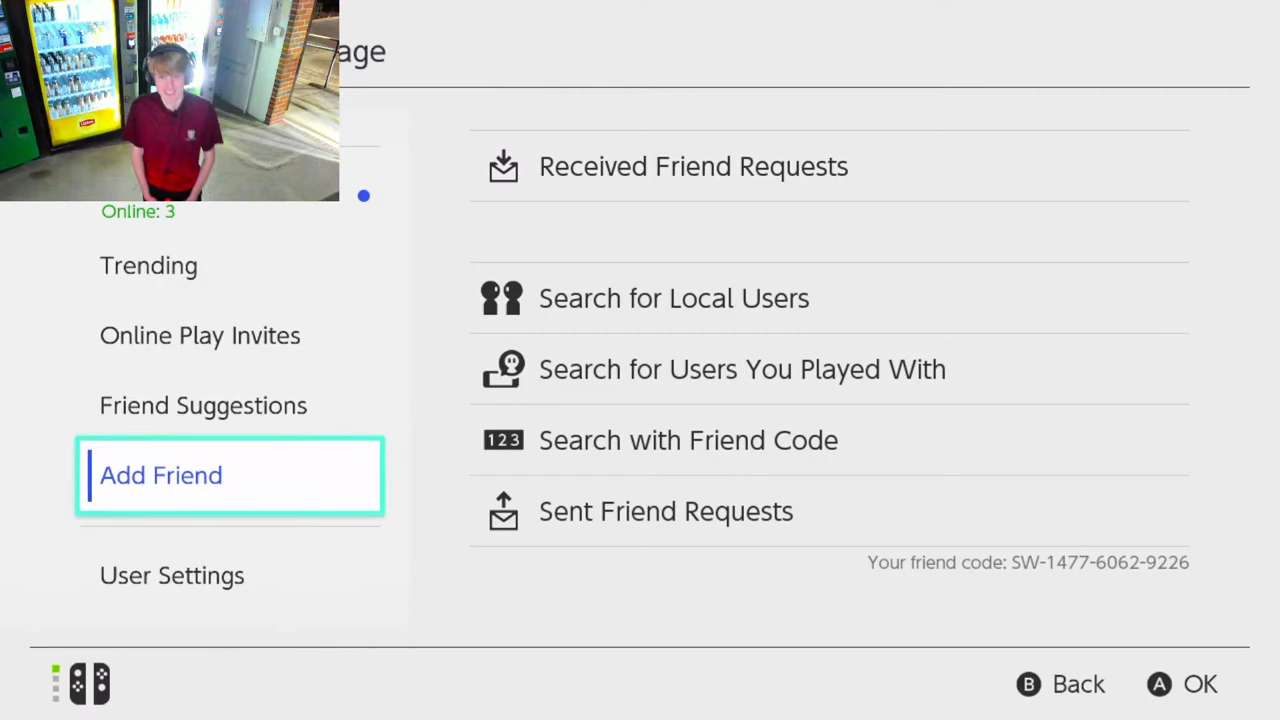 age
Online: 3
Trending
Online Play Invites
Friend Suggestions
Add Friend
User Settings
Received Friend Requests
Search for Local Users
Search for Users You Played With
123 Search with Friend Code
Sent Friend Requests
Your friend code: SW-1477-6062-9226
B Back
A OK